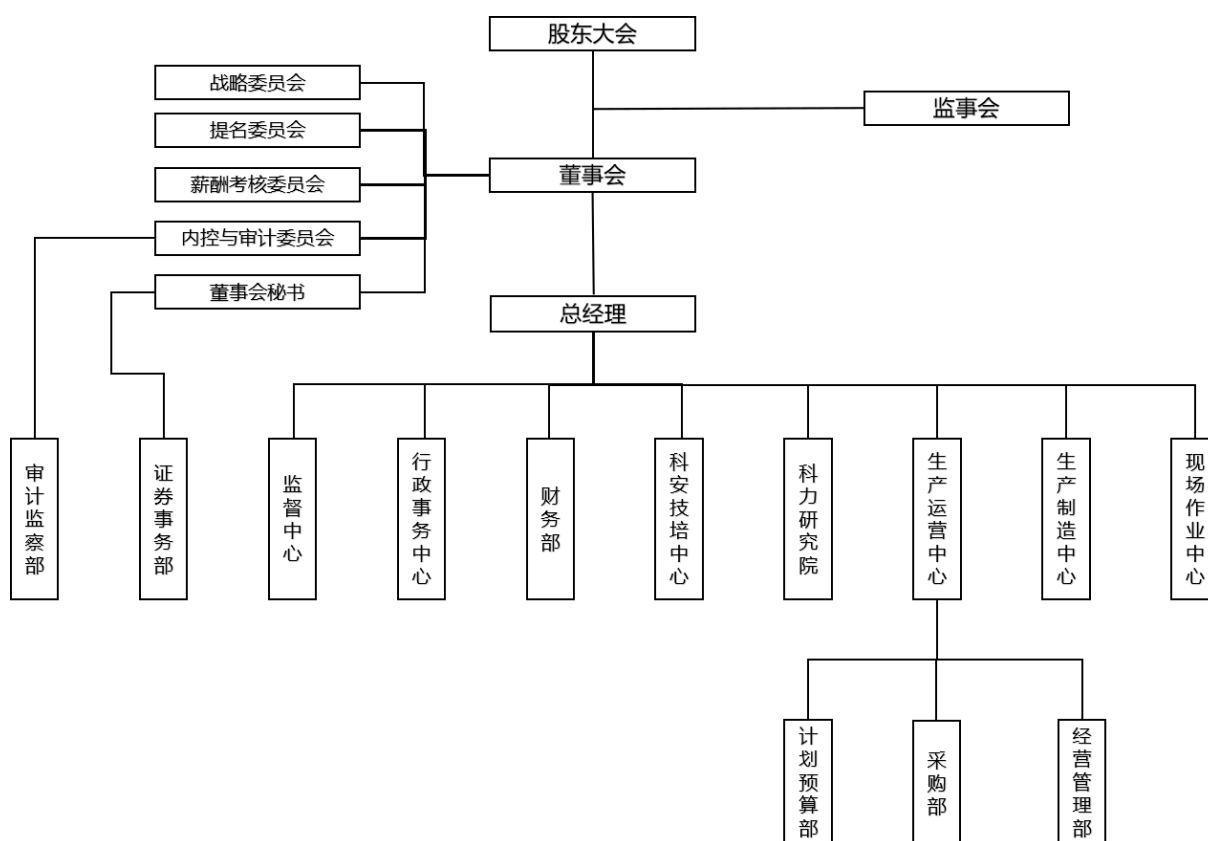 股东大会
战略委员会
监事会
提名委员会
董事会
薪酬考核委员会
内控与审计委员会
董事会秘书
总经理
审计监察部
证券事务部
监督中心
行政事务中心
财务部
科安技培中心
科力研究院
生产运营中心
生产制造中心
现场作业中心
计划预算部
采购部
经营管理部